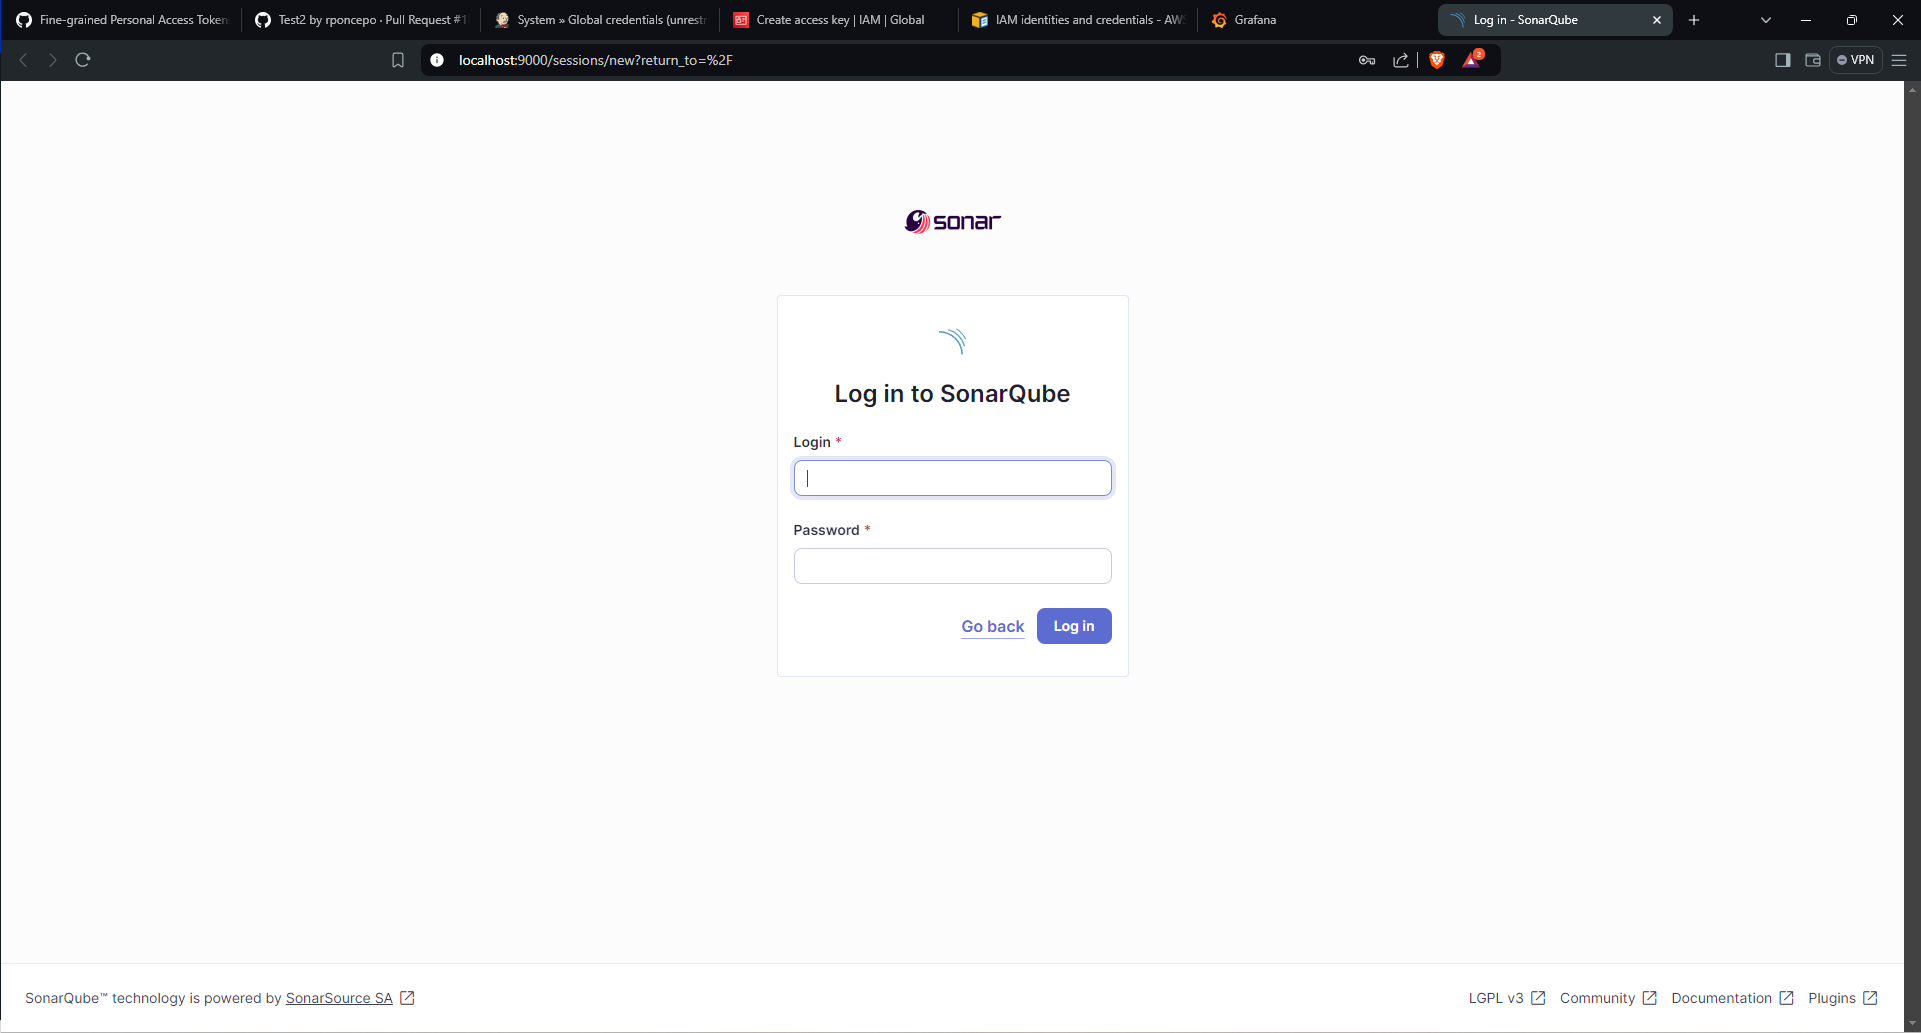 Fine-grained Personal Access Token
Test2 by rponcepo · Pull Request #1
System » Global credentials (unrestr
Create access key | IAM | Global
IAM identities and credentials - AWS
Grafana
Log in - SonarQube
localhost:9000/sessions/new?return_to=%2F
2
VPN
sonar
Log in to SonarQube
Login *
Password *
Go back
Log in
SonarQube™ technology is powered by SonarSource SA
LGPL v3
Community
Documentation
Plugins